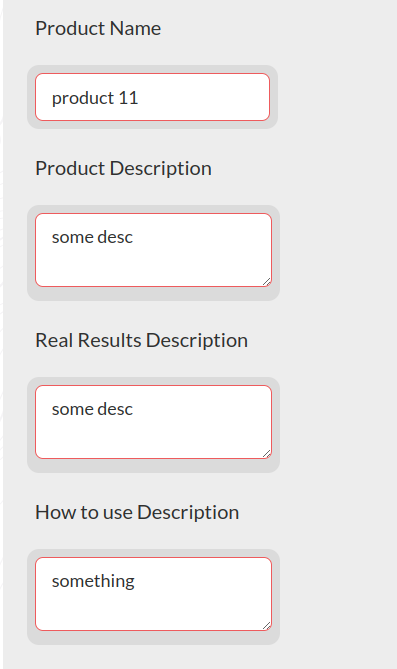 Product Name
product 11
Product Description
some desc
Real Results Description
some desc
How to use Description
something